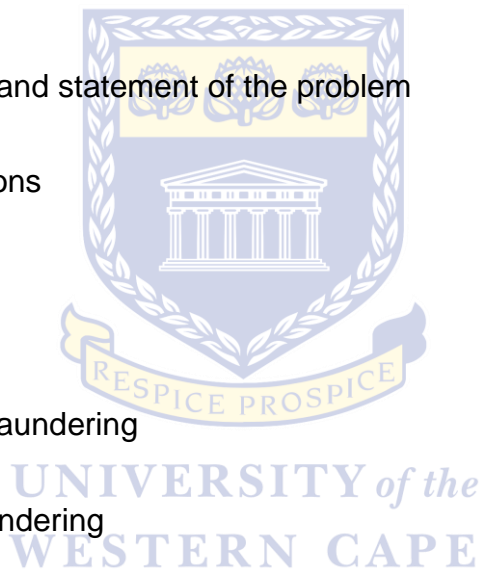 and statement of the problem
ons
RESPICE PROSPICE
aundering
UNIVERSITY of the
ndering
WESTERN CAPE